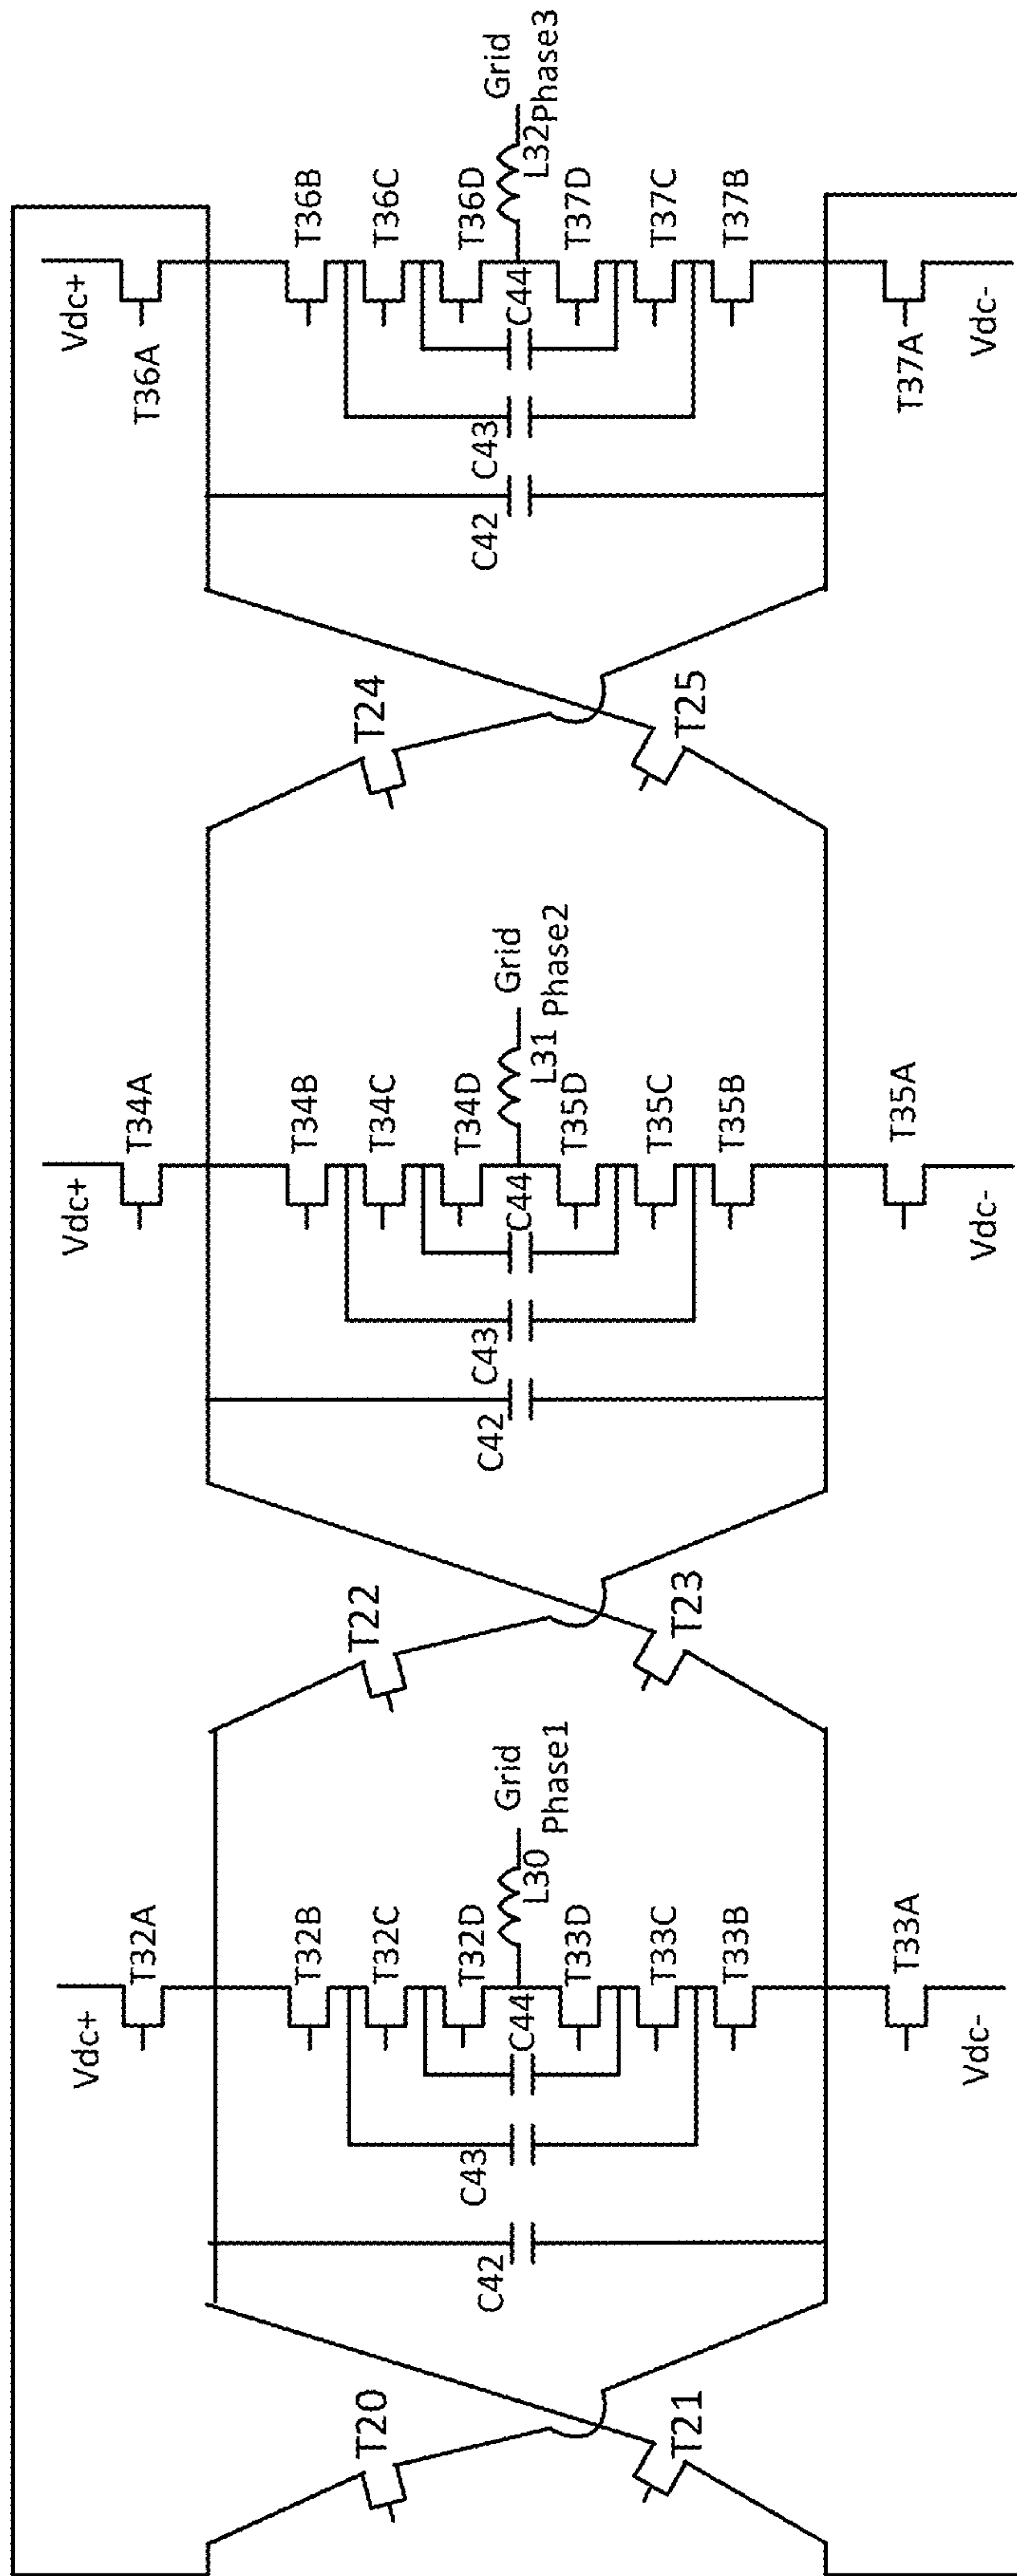 Vdc+
T36A
T36B
T36C
T36D
Grid
Phase3
L32
T37D
T37C
T37B
T37A
Vdc-
C44
C43
C42
T24
T25
Vdc+
T34A
T34B
T34C
T34D
Grid
Phase2
L31
T35D
T35C
T35B
T35A
Vdc-
C44
C43
C42
T22
T23
Vdc+
T32A
T32B
T32C
T32D
Grid
Phase1
L30
T33D
T33C
T33B
T33A
Vdc-
C44
C43
C42
T20
T21